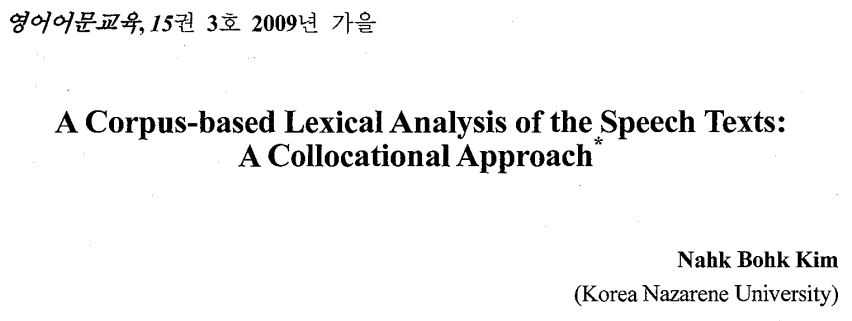 영어어문교육, 15권 3호 2009년 가을
A Corpus-based Lexical Analysis of the Speech Texts:
A Collocational Approach*
Nahk Bohk Kim
(Korea Nazarene University)